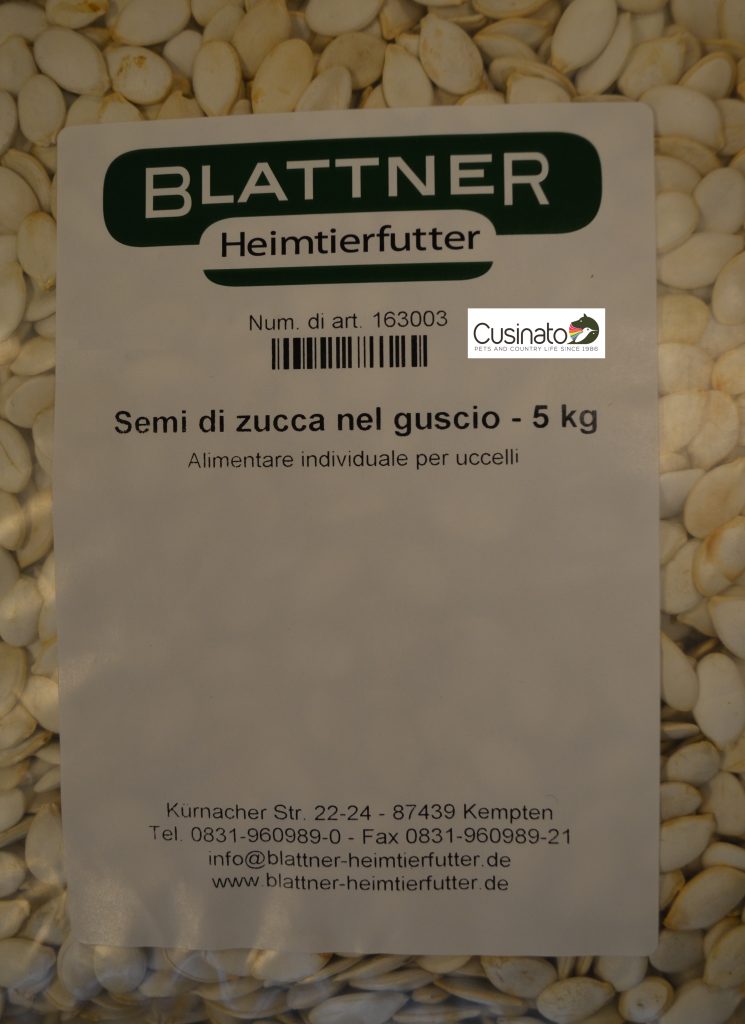 BLATTNER
Heimtierfutter
Num. di art. 163003
Cusinato
PETS AND COUNTRY LIFE SINCE 1986
Semi di zucca nel guscio - 5 kg
Alimentare individuale per uccelli
Kürnacher Str. 22-24 - 87439 Kempten
Tel. 0831-960989-0 - Fax 0831-960989-21
info@blattner-heimtierfutter.de
www.blattner-heimtierfutter.de